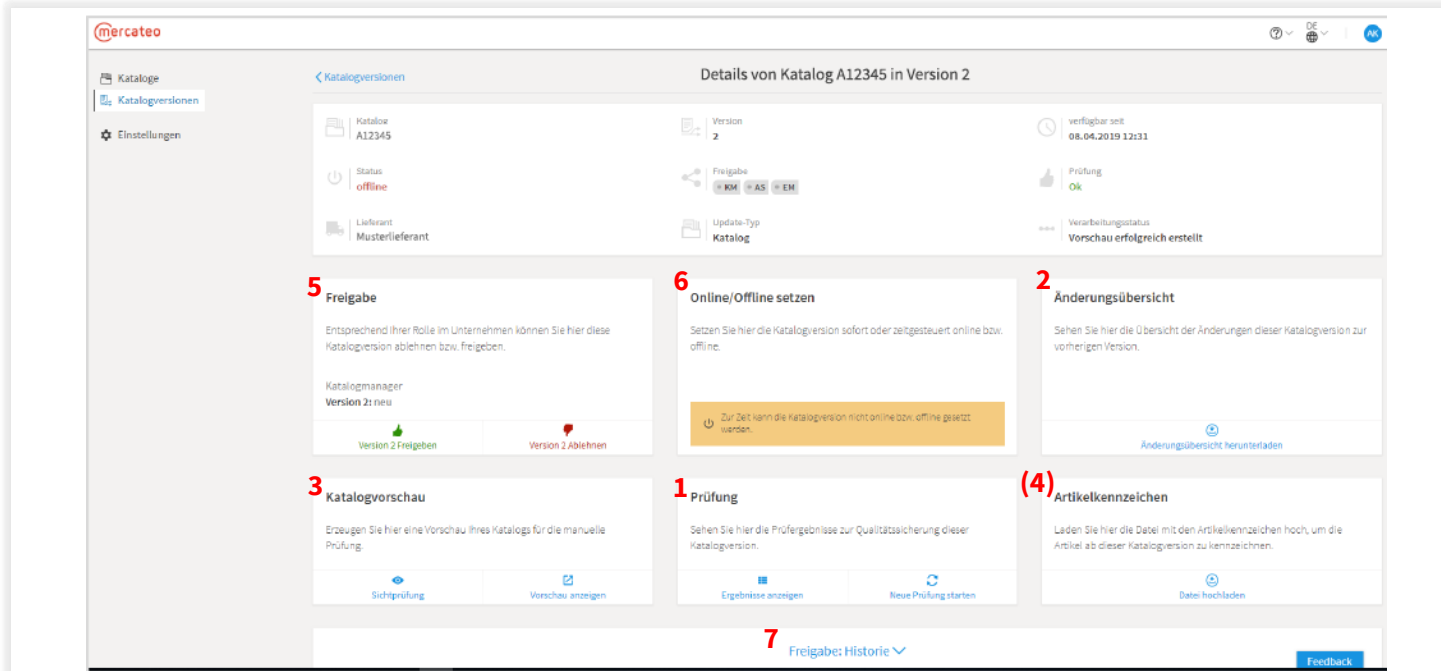 mercateo
DE
AK
Kataloge
Katalogversionen
Einstellungen
Katalogversionen
Details von Katalog A12345 in Version 2
Katalog
A12345
Version
2
verfügbar seit
08.04.2019 12:31
Status
offline
Freigabe
KM AS EM
Prüfung
Ok
Lieferant
Musterlieferant
Update-Typ
Katalog
Verarbeitungsstatus
Vorschau erfolgreich erstellt
5
Freigabe
Entsprechend Ihrer Rolle im Unternehmen können Sie hier diese
Katalogversion ablehnen bzw. freigeben.
Katalogmanager
Version 2: neu
Version 2 Freigeben
Version 2 Ablehnen
6
Online/Offline setzen
Setzen Sie hier die Katalogversion sofort oder zeitgesteuert online bzw.
offline.
Zur Zeit kann die Katalogversion nicht online bzw. offline gesetzt
werden.
2
Änderungsübersicht
Sehen Sie hier die Übersicht der Änderungen dieser Katalogversion zur
vorherigen Version.
Änderungsübersicht herunterladen
3
Katalogvorschau
Erzeugen Sie hier eine Vorschau Ihres Katalogs für die manuelle
Prüfung.
Sichtprüfung
Vorschau anzeigen
1
Prüfung
Sehen Sie hier die Prüfergebnisse zur Qualitätssicherung dieser
Katalogversion.
Ergebnisse anzeigen
Neue Prüfung starten
(4)
Artikelkennzeichen
Laden Sie hier die Datei mit den Artikelkennzeichen hoch, um die
Artikel ab dieser Katalogversion zu kennzeichnen.
Datei hochladen
7
Freigabe: Historie
Feedback